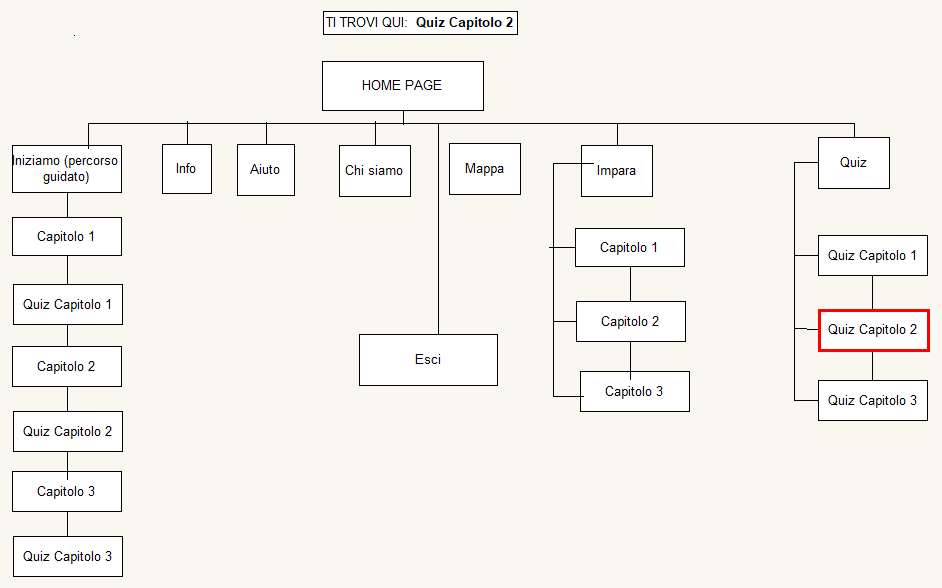 TI TROVI QUI: Quiz Capitolo 2
HOME PAGE
Iniziamo (percorso
guidato)
Info
Aiuto
Chi siamo
Mappa
Impara
Quiz
Capitolo 1
Quiz Capitolo 1
Capitolo 2
Quiz Capitolo 2
Capitolo 3
Quiz Capitolo 3
Esci
Capitolo 1
Capitolo 2
Capitolo 3
Quiz Capitolo 1
Quiz Capitolo 2
Quiz Capitolo 3